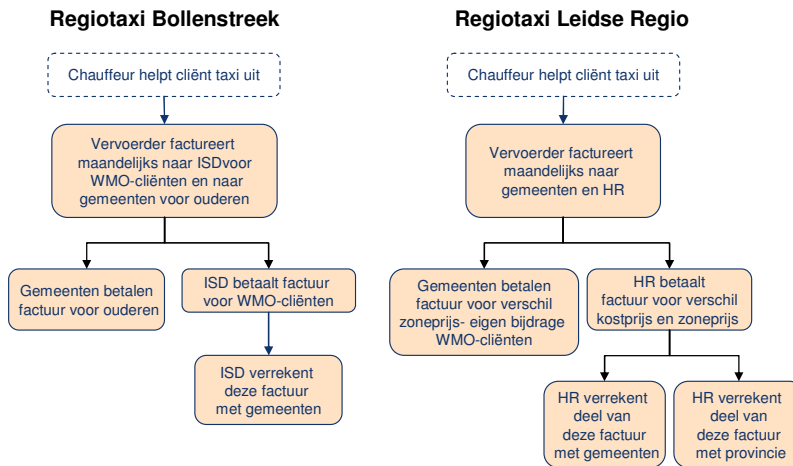 Regiotaxi Bollenstreek
Chauffeur helpt cliënt taxi uit
Vervoerder factureert
maandelijks naar ISDvoor
WMO-cliënten en naar
gemeenten voor ouderen
Gemeenten betalen
factuur voor ouderen
ISD betaalt factuur
voor WMO-cliënten
ISD verrekent
deze factuur
met gemeenten
Regiotaxi Leidse Regio
Chauffeur helpt cliënt taxi uit
Vervoerder factureert
maandelijks naar
gemeenten en HR
Gemeenten betalen
factuur voor verschil
zoneprijs- eigen bijdrage
WMO-cliënten
HR betaalt
factuur voor verschil
kostprijs en zoneprijs
HR verrekent
deel van
deze factuur
met gemeenten
HR verrekent
deel van
deze factuur
met provincie